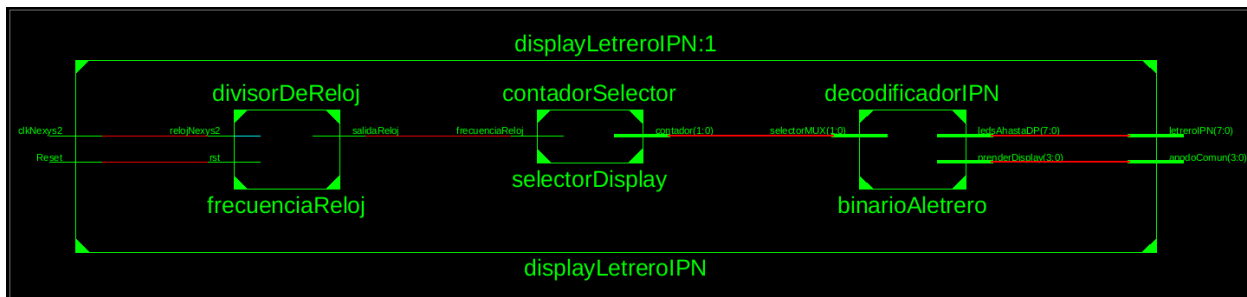 displayLetreroIPN:1
divisorDeReloj
contadorSelector
decodificadorIPN
clkNexys2
relojNexys2
salidaReloj
frecuenciaReloj
contador(1:0)
selectorMUX(1:0)
ledsAhastaDP(7:0)
letreroIPN(7:0)
Reset
rst
prenderDisplay(3:0)
anodoComun(3:0)
frecuenciaReloj
selectorDisplay
binarioAletrero
displayLetreroIPN